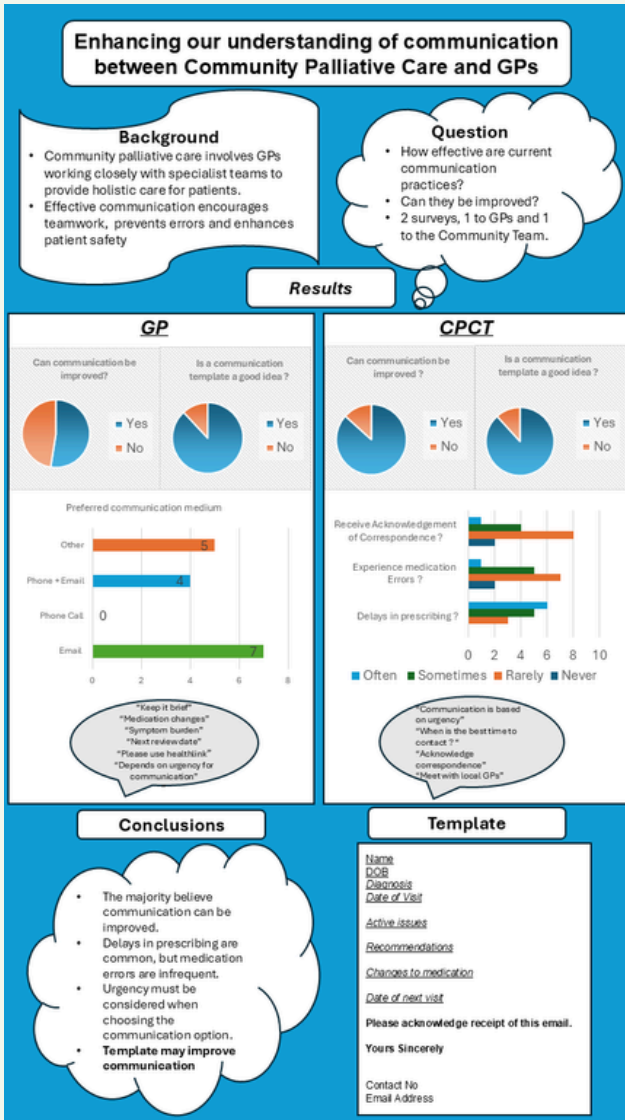 Enhancing our understanding of communication
between Community Palliative Care and GPs
Background
• Community palliative care involves GPs
working closely with specialist teams to
provide holistic care for patients.
• Effective communication encourages
teamwork, prevents errors and enhances
patient safety
Question
• How effective are current
communication
practices?
• Can they be improved?
• 2 surveys, 1 to GPs and 1
to the Community Team.
Results
GP
Can communication be
improved?
Yes
No
Is a communication
template a good idea ?
Yes
No
Preferred communication medium
Other
5
Phone + Email
4
Phone Call
0
Email
7
0 2 4 6 8
"Keep it brief"
"Medication changes"
"Symptom burden"
"Next review date"
"Please use healthlink"
"Depends on urgency for
communication"
CPCT
Can communication be
improved ?
Yes
No
Is a communication
template a good idea ?
Yes
No
Receive Acknowledgement
of Correspondence ?
Experience medication
Errors ?
Delays in prescribing ?
0 2 4 6 8 10
Often Sometimes Rarely Never
"Communication is based on
urgency"
"When is the best time to
contact ? "
"Acknowledge
correspondence"
"Meet with local GPs"
Conclusions
• The majority believe
communication can be
improved.
• Delays in prescribing are
common, but medication
errors are infrequent.
• Urgency must be
considered when
choosing the
communication option.
• Template may improve
communication
Template
Name
DOB
Diagnosis
Date of Visit
Active issues
Recommendations
Changes to medication
Date of next visit
Please acknowledge receipt of this email.
Yours Sincerely
Contact No
Email Address